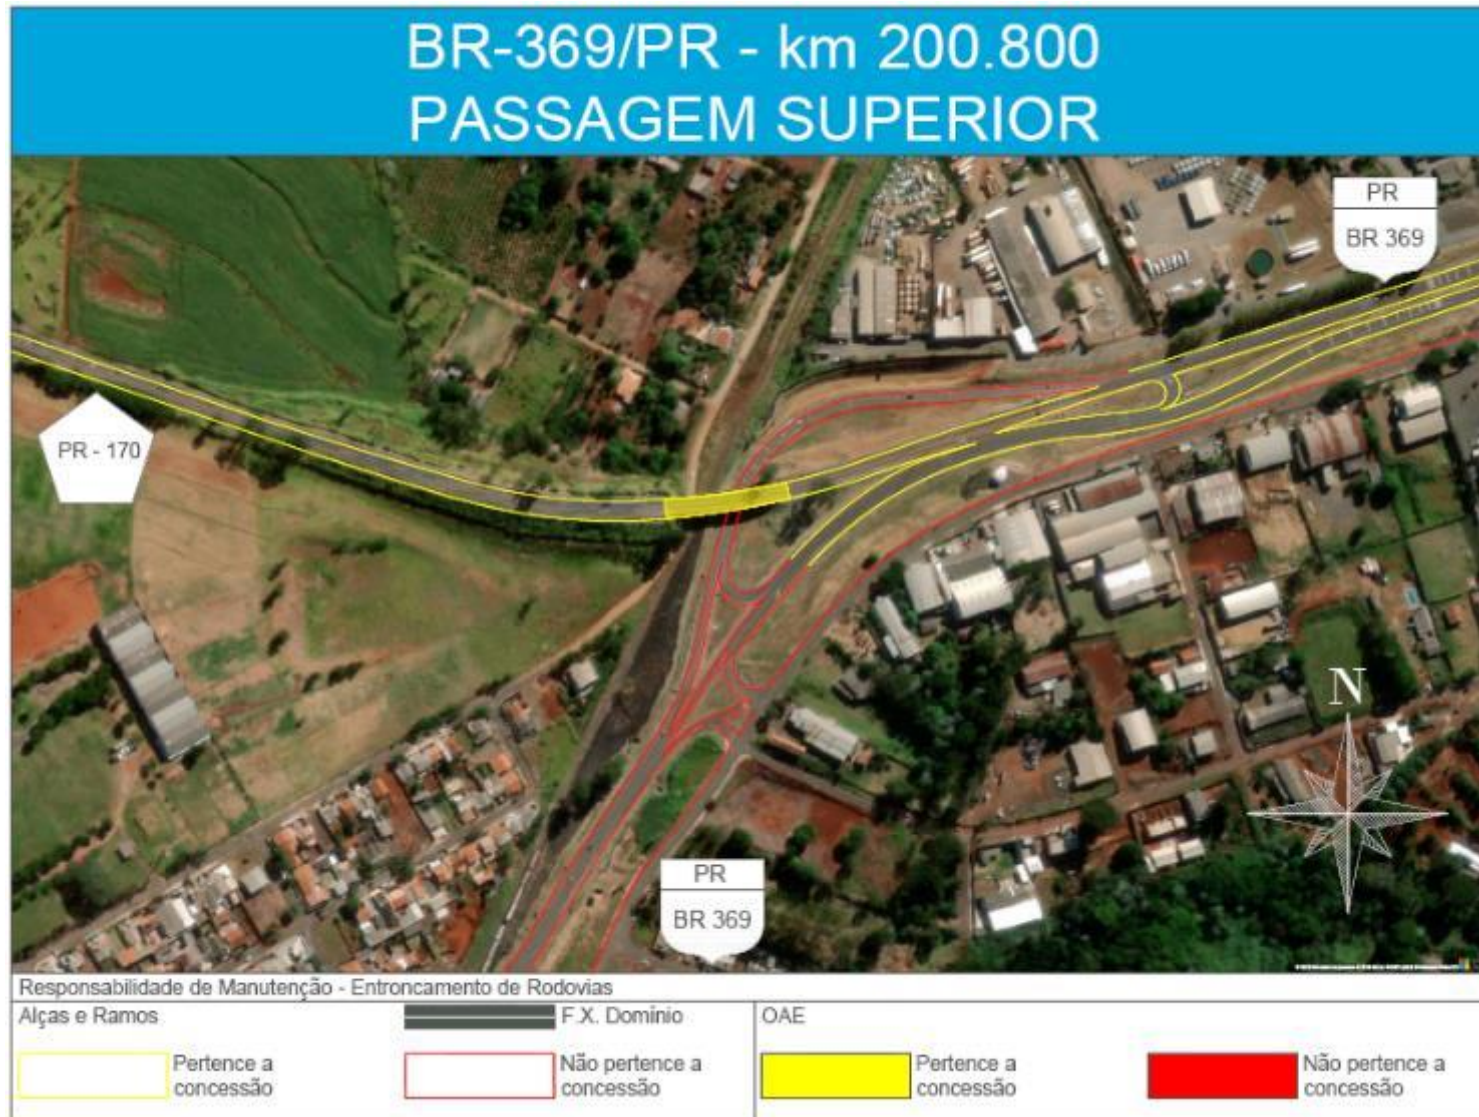 BR-369/PR - km 200.800
PASSAGEM SUPERIOR
PR
BR 369
PR - 170
N
PR
BR 369
Responsabilidade de Manutenção - Entroncamento de Rodovias
Alças e Ramos
F.X. Domínio
OAE
Pertence a
concessão
Não pertence a
concessão
Pertence a
concessão
Não pertence a
concessão